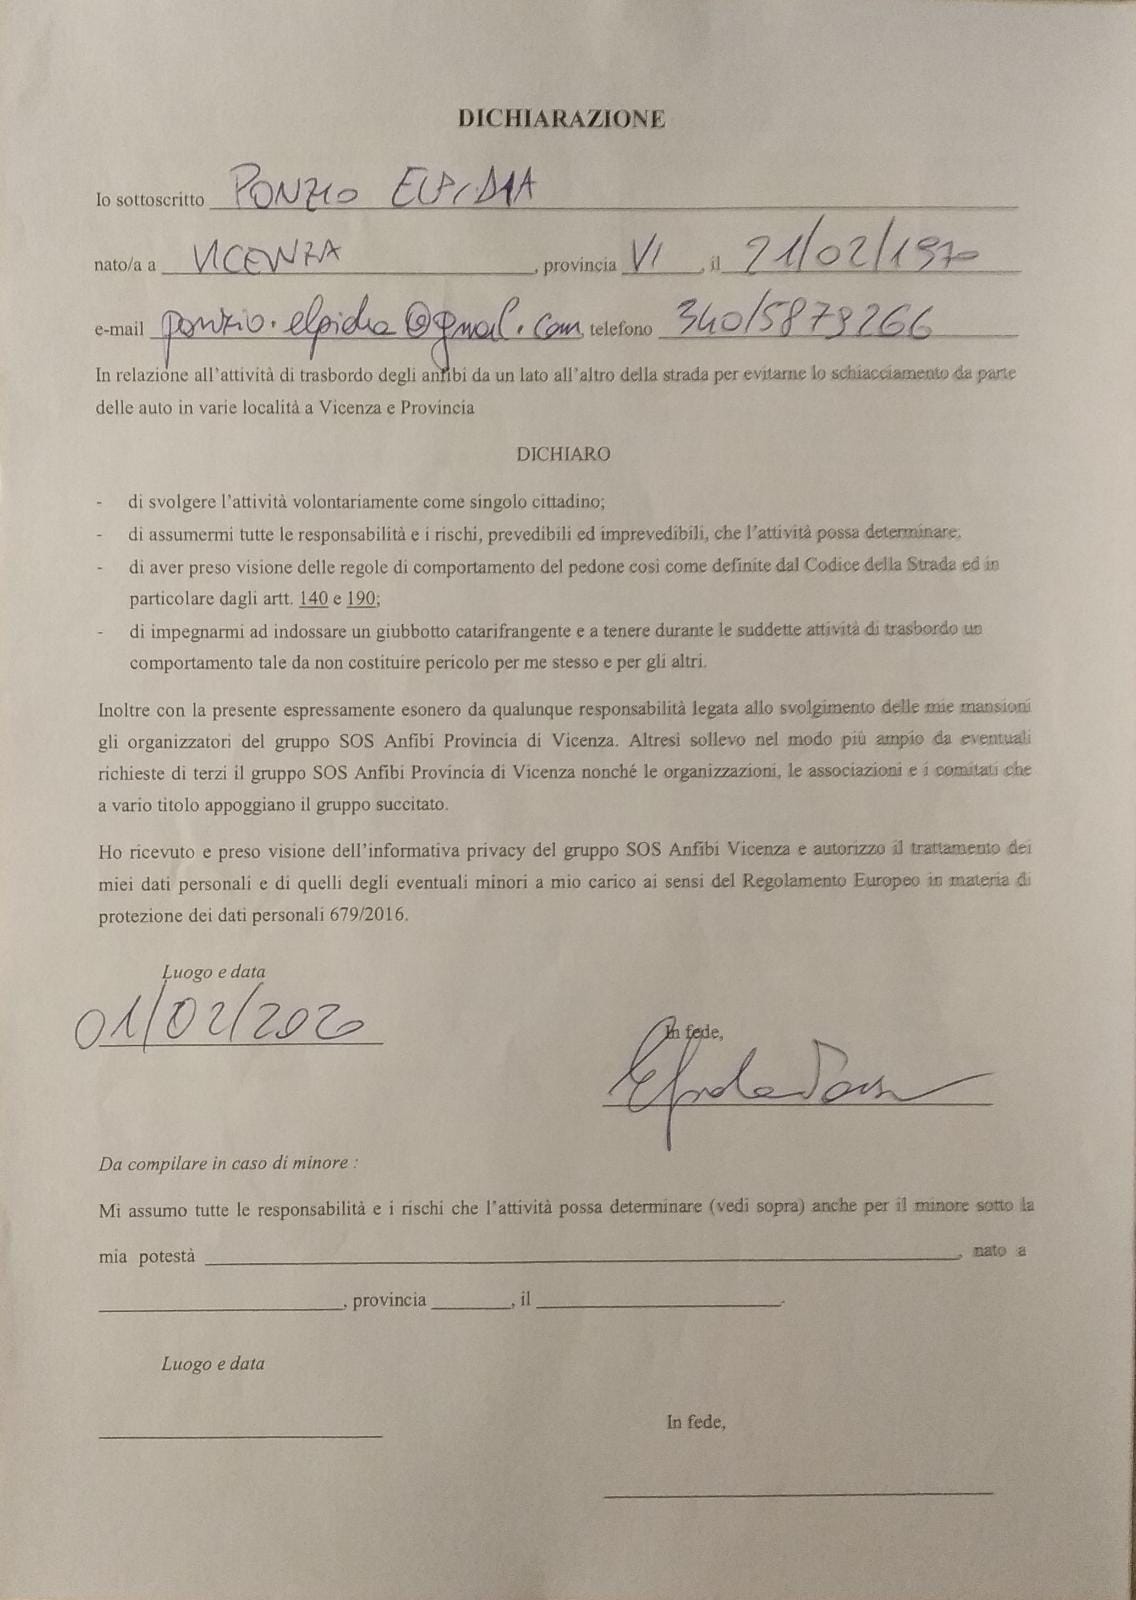 DICHIARAZIONE
Io sottoscritto PONZIO ELPIDIA
nato/a a VICENZA, provincia VI, il 21/02/1970
e-mail ponzio.elpidia@gmail.com, telefono 340/5879266
In relazione all'attività di trasbordo degli anfibi da un lato all'altro della strada per evitarne lo schiacciamento da parte
delle auto in varie località a Vicenza e Provincia
DICHIARO
- di svolgere l'attività volontariamente come singolo cittadino;
- di assumermi tutte le responsabilità e i rischi, prevedibili ed imprevedibili, che l'attività possa determinare;
- di aver preso visione delle regole di comportamento del pedone così come definite dal Codice della Strada ed in
particolare dagli artt. 140 e 190;
- di impegnarmi ad indossare un giubbotto catarifrangente e a tenere durante le suddette attività di trasbordo un
comportamento tale da non costituire pericolo per me stesso e per gli altri.
Inoltre con la presente espressamente esonero da qualunque responsabilità legata allo svolgimento delle mie mansioni
gli organizzatori del gruppo SOS Anfibi Provincia di Vicenza. Altresì sollevo nel modo più ampio da eventuali
richieste di terzi il gruppo SOS Anfibi Provincia di Vicenza nonché le organizzazioni, le associazioni e i comitati che
a vario titolo appoggiano il gruppo succitato.
Ho ricevuto e preso visione dell'informativa privacy del gruppo SOS Anfibi Vicenza e autorizzo il trattamento dei
miei dati personali e di quelli degli eventuali minori a mio carico ai sensi del Regolamento Europeo in materia di
protezione dei dati personali 679/2016.
Luogo e data
01/02/2020
In fede,
Da compilare in caso di minore :
Mi assumo tutte le responsabilità e i rischi che l'attività possa determinare (vedi sopra) anche per il minore sotto la
mia potestà , nato a
, provincia , il .
Luogo e data
In fede,